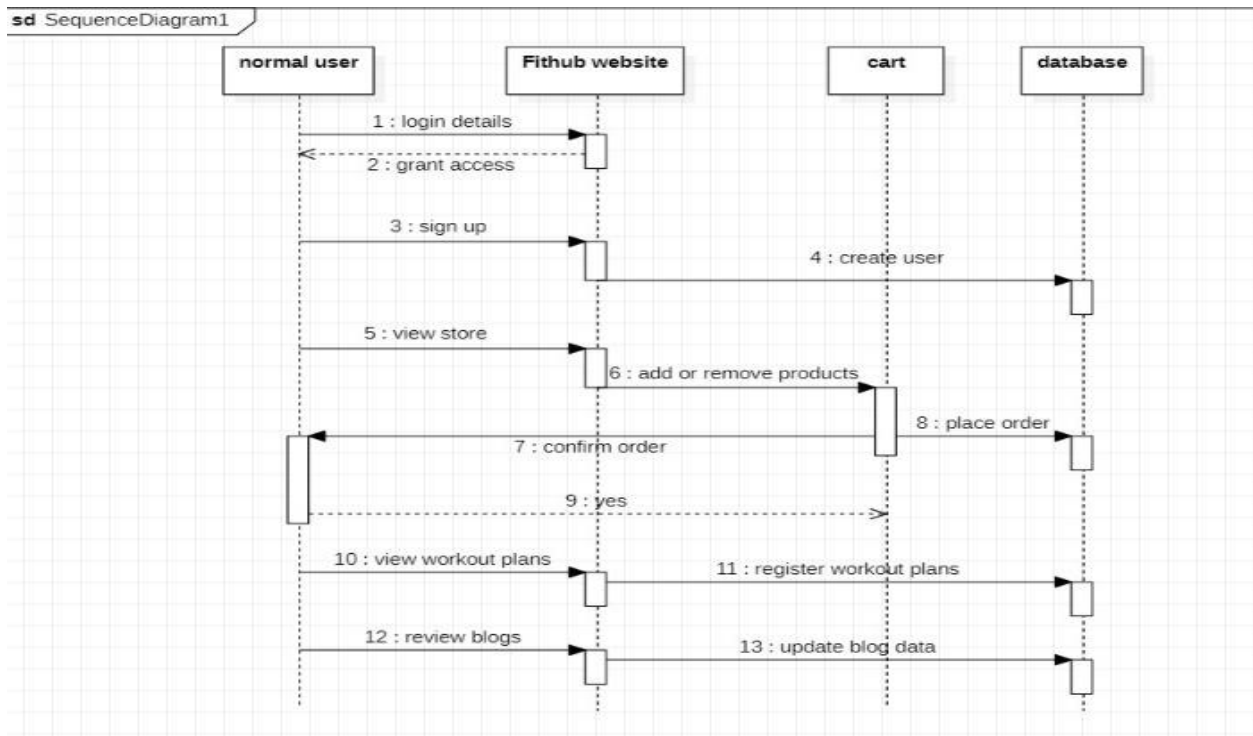 sd SequenceDiagram1
normal user
Fithub website
cart
database
1 : login details
2 : grant access
3 : sign up
4 : create user
5 : view store
6 : add or remove products
8 : place order
7 : confirm order
9 : yes
10 : view workout plans
11 : register workout plans
12 : review blogs
13 : update blog data